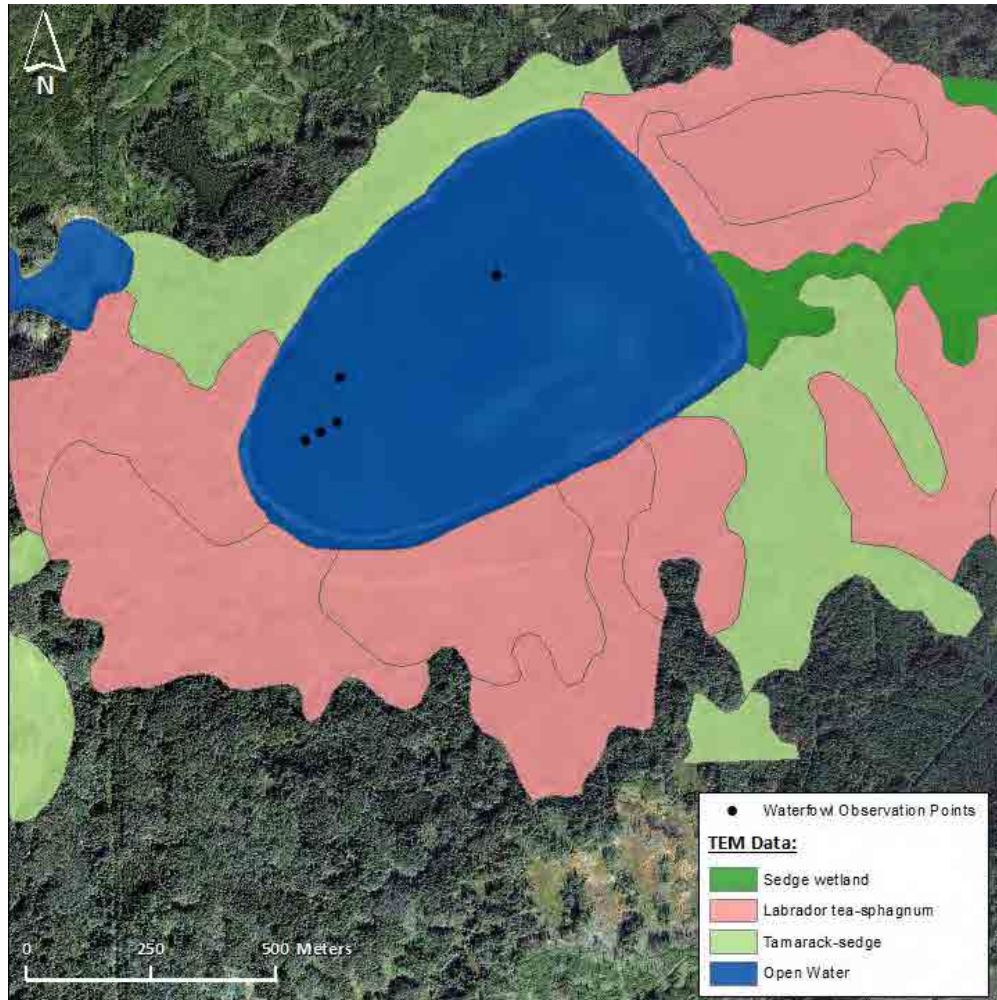 N
Waterfowl Observation Points
TEM Data:
Sedge wetland
Labrador tea-sphagnum
Tamarack-sedge
Open Water
0 250 500 Meters